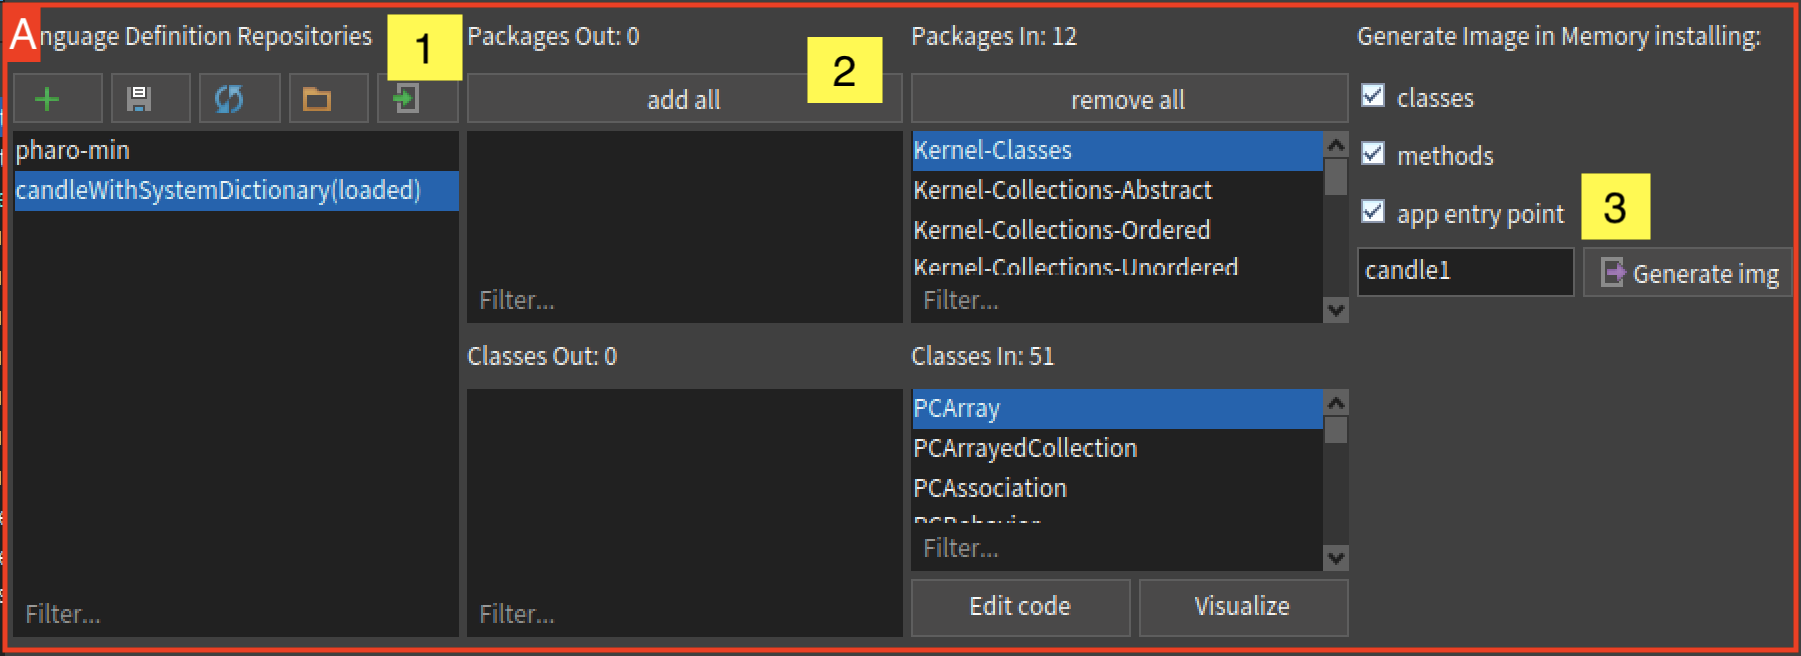 A
nguage Definition Repositories
1
pharo-min
candleWithSystemDictionary(loaded)
Filter...
Packages Out: 0
2
add all
Filter...
Classes Out: 0
Filter...
Packages In: 12
remove all
Kernel-Classes
Kernel-Collections-Abstract
Kernel-Collections-Ordered
Kernel-Collections-Unordered
Filter...
Classes In: 51
PCArray
PCArrayedCollection
PCAssociation
PCBehavior
Filter...
Edit code
Visualize
Generate Image in Memory installing:
classes
methods
app entry point
3
candle1
Generate img